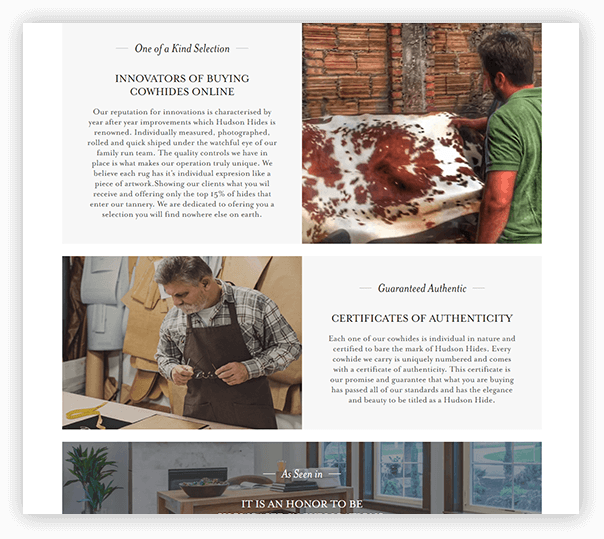 One of a Kind Selection
INNOVATORS OF BUYING
COWHIDES ONLINE
Our reputation for innovations is characterised by
year after year improvements which Hudson Hides is
renowned. Individually measured, photographed,
rolled and quick shiped under the watchful eye of our
family run team. The quality controls we have in
place is what makes our operation truly unique. We
believe each rug has it's individual expresion like a
piece of artwork.Showing our clients what you wil
receive and offering only the top 15% of hides that
enter our tannery. We are dedicated to ofering you a
selection you will find nowhere else on earth.
Guaranteed Authentic
CERTIFICATES OF AUTHENTICITY
Each one of our cowhides is individual in nature and
certified to bare the mark of Hudson Hides. Every
cowhide we carry is uniquely numbered and comes
with a certificate of authenticity. This certificate is
our promise and guarantee that what you are buying
has passed all of our standards and has the elegance
and beauty to be titled as a Hudson Hide.
As Seen in
IT IS AN HONOR TO BE